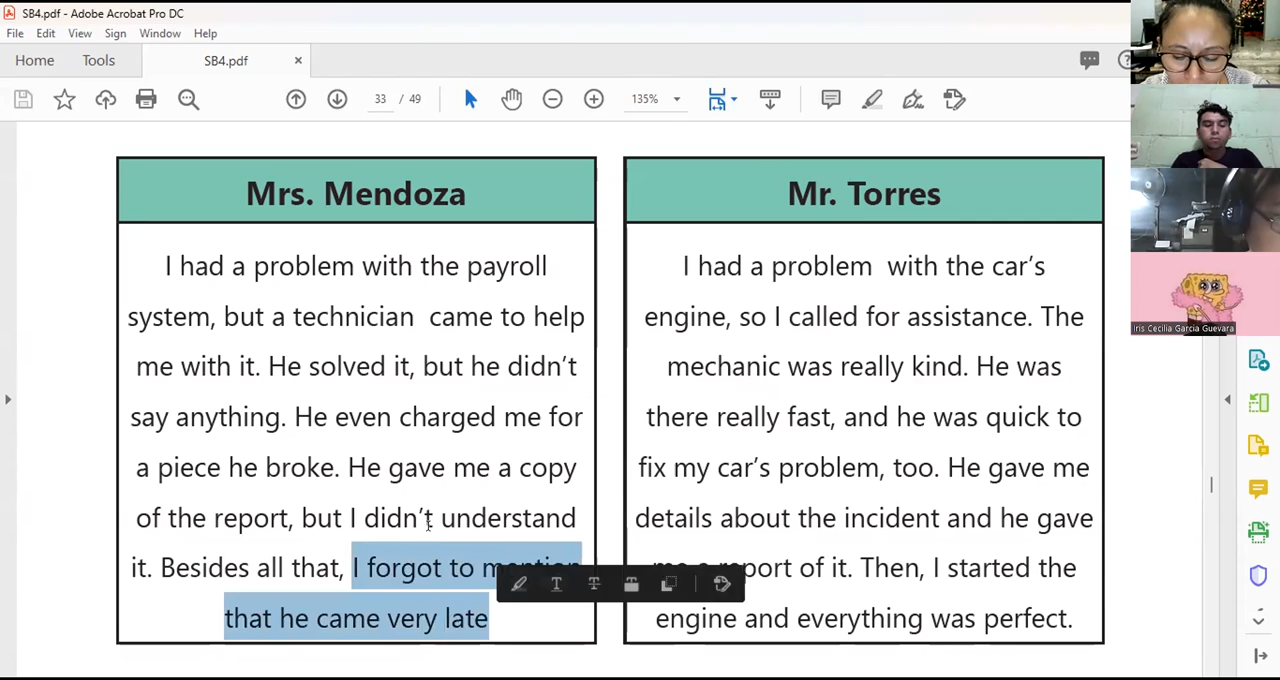 SB4.pdf - Adobe Acrobat Pro DC
File Edit View Sign Window Help
Home Tools SB4.pdf ×
33 / 49 135%
Mrs. Mendoza
I had a problem with the payroll
system, but a technician came to help
me with it. He solved it, but he didn't
say anything. He even charged me for
a piece he broke. He gave me a copy
of the report, but I didn't understand
it. Besides all that, I forgot to mention
that he came very late
Mr. Torres
I had a problem with the car's
engine, so I called for assistance. The
mechanic was really kind. He was
there really fast, and he was quick to
fix my car's problem, too. He gave me
details about the incident and he gave
me a report of it. Then, I started the
engine and everything was perfect.
Iris Cecilia Garcia Guevara